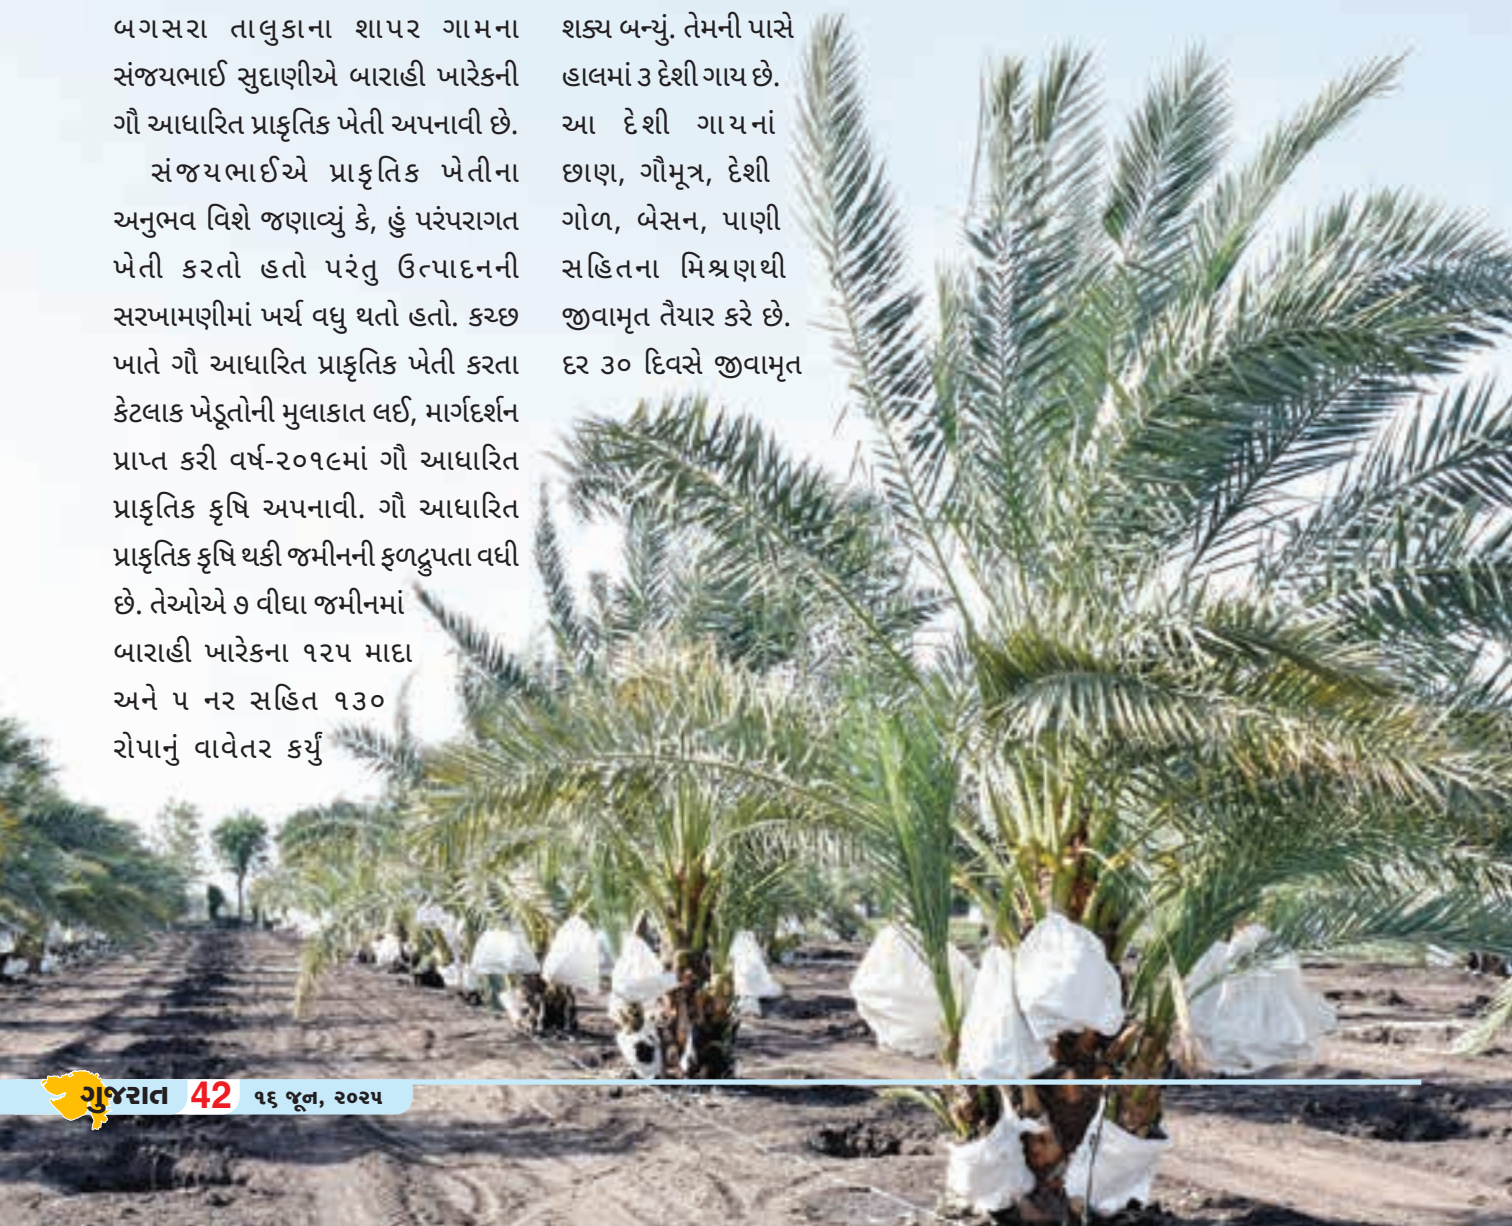 બગસરા તાલુકાના શાપર ગામના
સંજયભાઈ સુદાણીએ બારાહી ખારેકની
ગૌ આધારિત પ્રાકૃતિક ખેતી અપનાવી છે.
સંજયભાઈએ પ્રાકૃતિક ખેતીના
અનુભવ વિશે જણાવ્યું કે, હું પરંપરાગત
ખેતી કરતો હતો પરંતુ ઉત્પાદનની
સરખામણીમાં ખર્ચ વધુ થતો હતો. કચ્છ
ખાતે ગૌ આધારિત પ્રાકૃતિક ખેતી કરતા
કેટલાક ખેડૂતોની મુલાકાત લઈ, માર્ગદર્શન
પ્રાપ્ત કરી વર્ષ-૨૦૧૯માં ગૌ આધારિત
પ્રાકૃતિક કૃષિ અપનાવી. ગૌ આધારિત
પ્રાકૃતિક કૃષિ થકી જમીનની ફળદ્રુપતા વધી
છે. તેઓએ ૭ વીઘા જમીનમાં
બારાહી ખારેકના ૧૨૫ માદા
અને ૫ નર સહિત ૧૩૦
રોપાનું વાવેતર કર્યું
શક્ય બન્યું. તેમની પાસે
હાલમાં ૩ દેશી ગાય છે.
આ દેશી ગાયનાં
છાણ, ગૌમૂત્ર, દેશી
ગોળ, બેસન, પાણી
સહિતના મિશ્રણથી
જીવામૃત તૈયાર કરે છે.
દર ૩૦ દિવસે જીવામૃત
ગુજરાત 42 ૧૬ જૂન, ૨૦૨૫